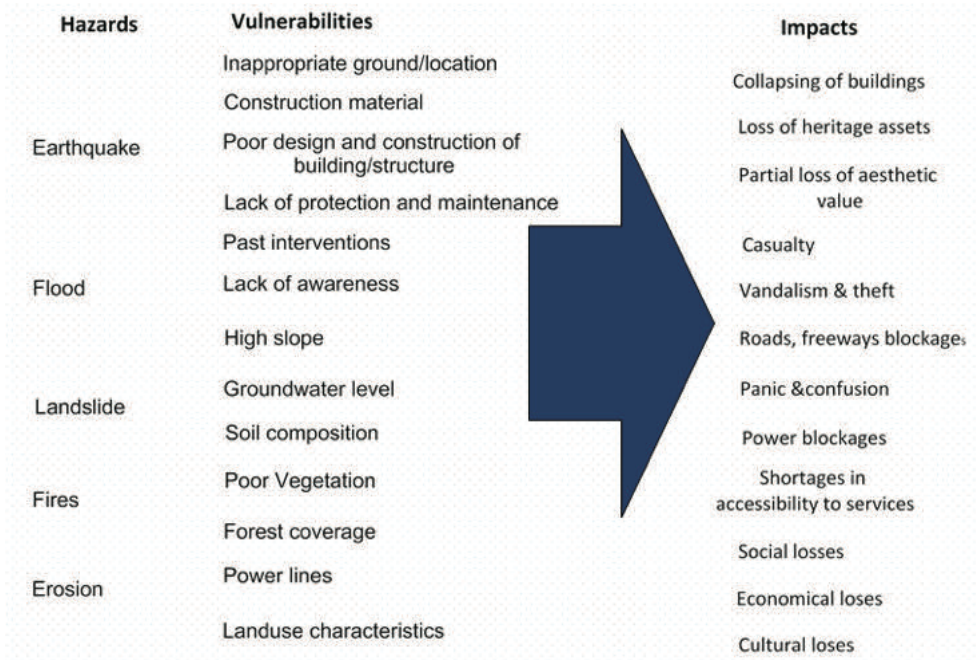 Hazards
Vulnerabilities
Impacts
Earthquake
Flood
Landslide
Fires
Erosion
Inappropriate ground/location
Construction material
Poor design and construction of
building/structure
Lack of protection and maintenance
Past interventions
Lack of awareness
High slope
Groundwater level
Soil composition
Poor Vegetation
Forest coverage
Power lines
Landuse characteristics
Collapsing of buildings
Loss of heritage assets
Partial loss of aesthetic
value
Casualty
Vandalism & theft
Roads, freeways blockages
Panic &confusion
Power blockages
Shortages in
accessibility to services
Social losses
Economical loses
Cultural loses